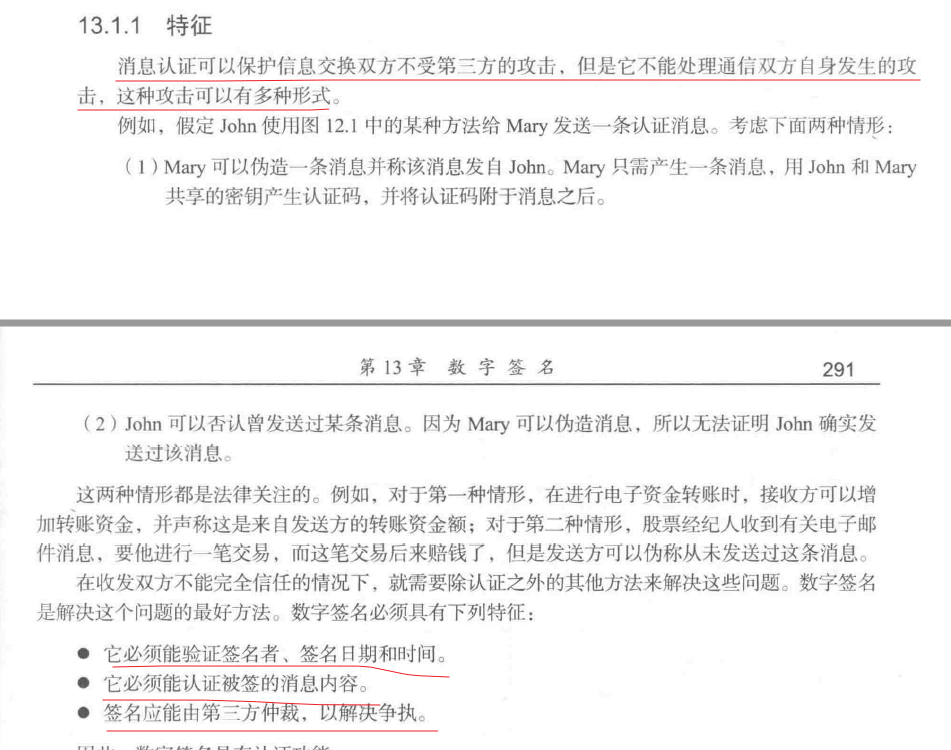 13.1.1 特征
消息认证可以保护信息交换双方不受第三方的攻击，但是它不能处理通信双方自身发生的攻
击，这种攻击可以有多种形式。
例如，假定 John 使用图 12.1 中的某种方法给 Mary 发送一条认证消息。考虑下面两种情形：
（1）Mary 可以伪造一条消息并称该消息发自 John。Mary 只需产生一条消息，用 John 和 Mary
共享的密钥产生认证码，并将认证码附于消息之后。
第 13 章 数 字 签 名 291
（2）John 可以否认曾发送过某条消息。因为 Mary 可以伪造消息，所以无法证明 John 确实发
送过该消息。
这两种情形都是法律关注的。例如，对于第一种情形，在进行电子资金转账时，接收方可以增
加转账资金，并声称这是来自发送方的转账资金额；对于第二种情形，股票经纪人收到有关电子邮
件消息，要他进行一笔交易，而这笔交易后来赔钱了，但是发送方可以伪称从未发送过这条消息。
在收发双方不能完全信任的情况下，就需要除认证之外的其他方法来解决这些问题。数字签名
是解决这个问题的最好方法。数字签名必须具有下列特征：
● 它必须能验证签名者、签名日期和时间。
● 它必须能认证被签的消息内容。
● 签名应能由第三方仲裁，以解决争执。